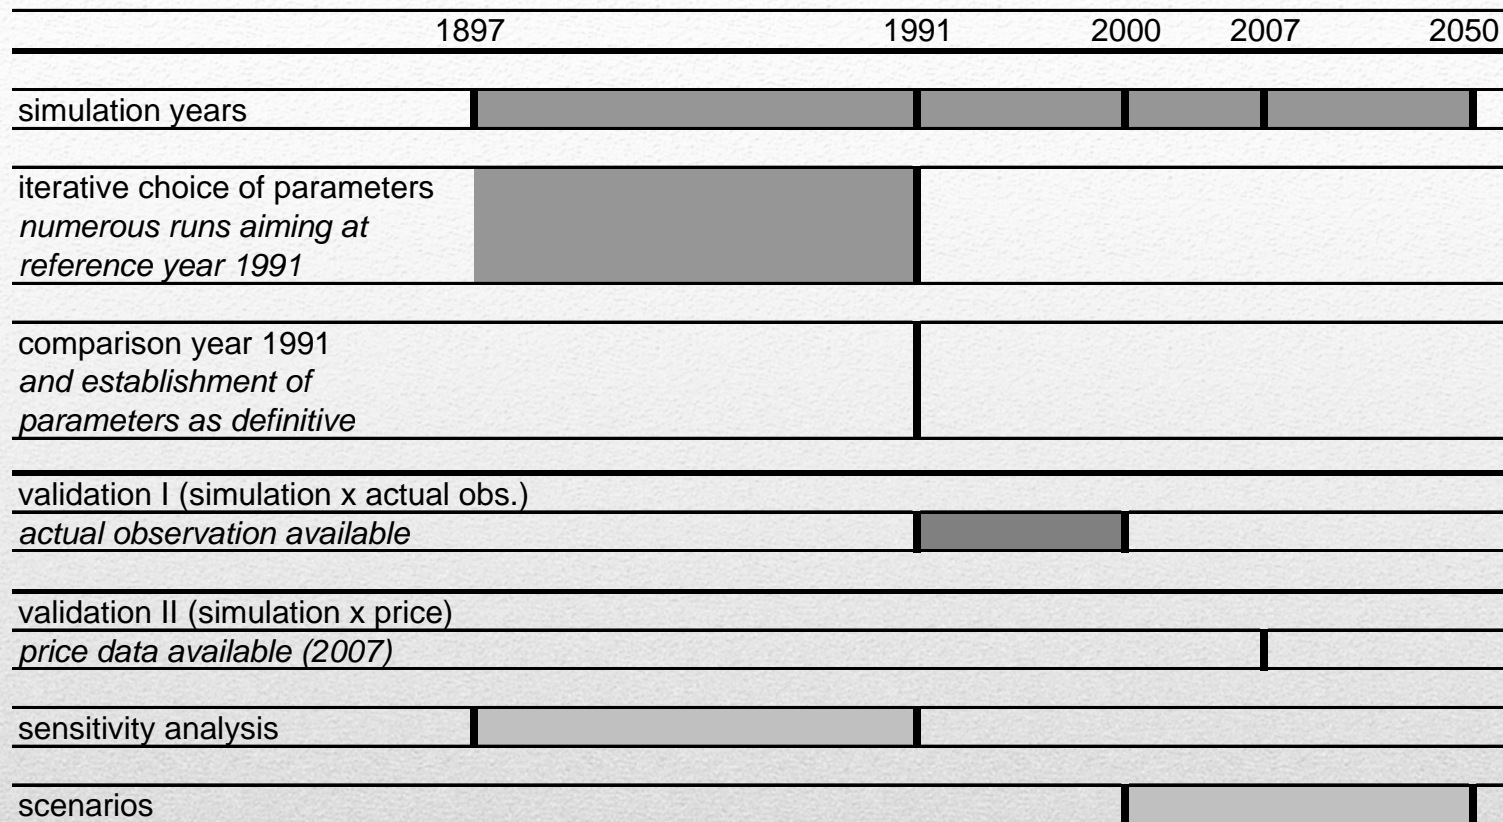 1897 1991 2000 2007 2050
simulation years
iterative choice of parameters
numerous runs aiming at
reference year 1991
comparison year 1991
and establishment of
parameters as definitive
validation I (simulation x actual obs.)
actual observation available
validation II (simulation x price)
price data available (2007)
sensitivity analysis
scenarios